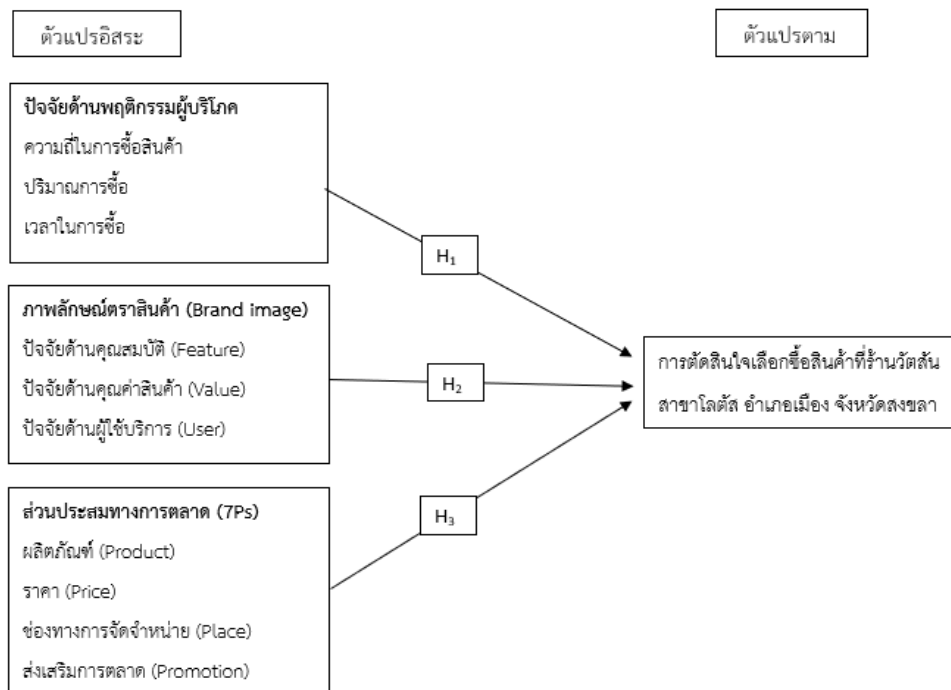 ตัวแปรอิสระ
ตัวแปรตาม
ปัจจัยด้านพฤติกรรมผู้บริโภค
ความถี่ในการซื้อสินค้า
ปริมาณการซื้อ
เวลาในการซื้อ
H₁
ภาพลักษณ์ตราสินค้า (Brand image)
ปัจจัยด้านคุณสมบัติ (Feature)
ปัจจัยด้านคุณค่าสินค้า (Value)
ปัจจัยด้านผู้ใช้บริการ (User)
H₂
การตัดสินใจเลือกซื้อสินค้าที่ร้านวัตสัน
สาขาโลตัส อำเภอเมือง จังหวัดสงขลา
ส่วนประสมทางการตลาด (7Ps)
ผลิตภัณฑ์ (Product)
ราคา (Price)
ช่องทางการจัดจำหน่าย (Place)
ส่งเสริมการตลาด (Promotion)
H₃